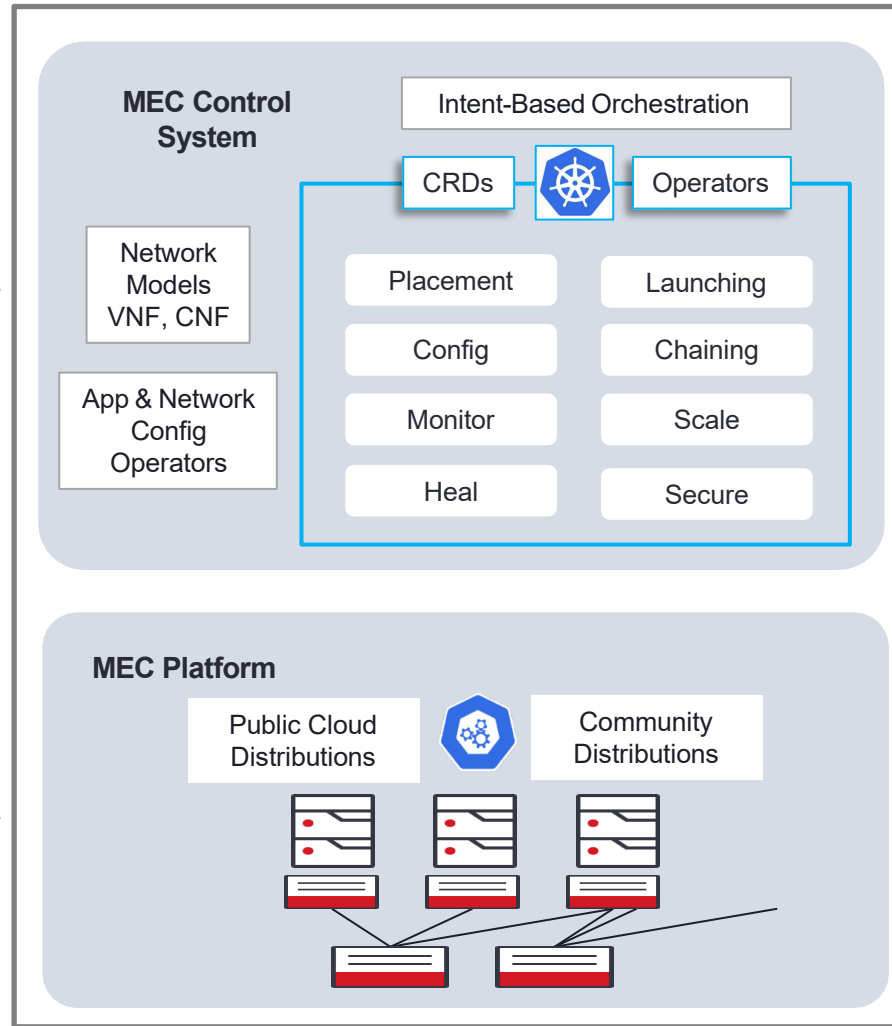 MEC Control
System
Intent-Based Orchestration
CRDs
Operators
Network
Models
VNF, CNF
App & Network
Config
Operators
Placement
Launching
Config
Chaining
Monitor
Scale
Heal
Secure
MEC Platform
Public Cloud
Distributions
Community
Distributions